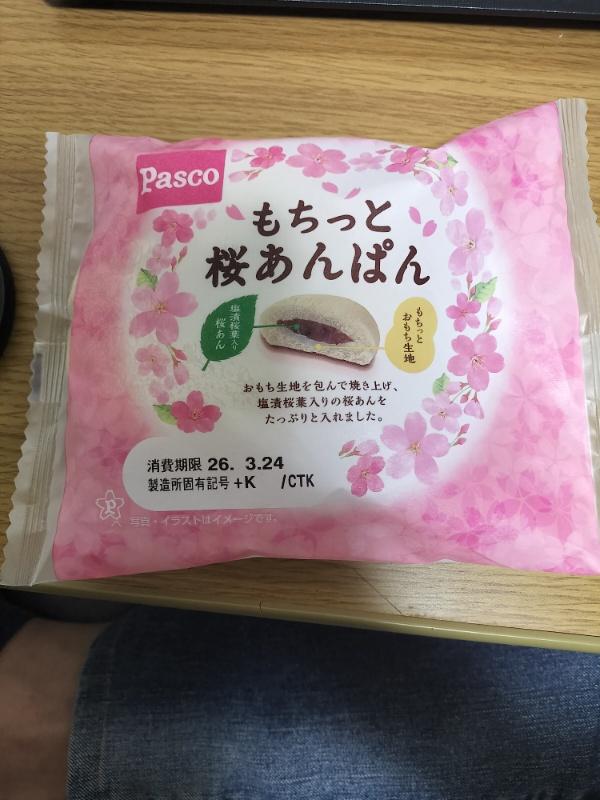 Pasco
もちっと
桜あんぱん
塩漬桜葉入り
桜あん
もちっと
おもち生地
おもち生地を包んで焼き上げ、
塩漬桜葉入りの桜あんを
たっぷりと入れました。
消費期限 26. 3.24
製造所固有記号 +K /CTK
P
写真・イラストはイメージです。